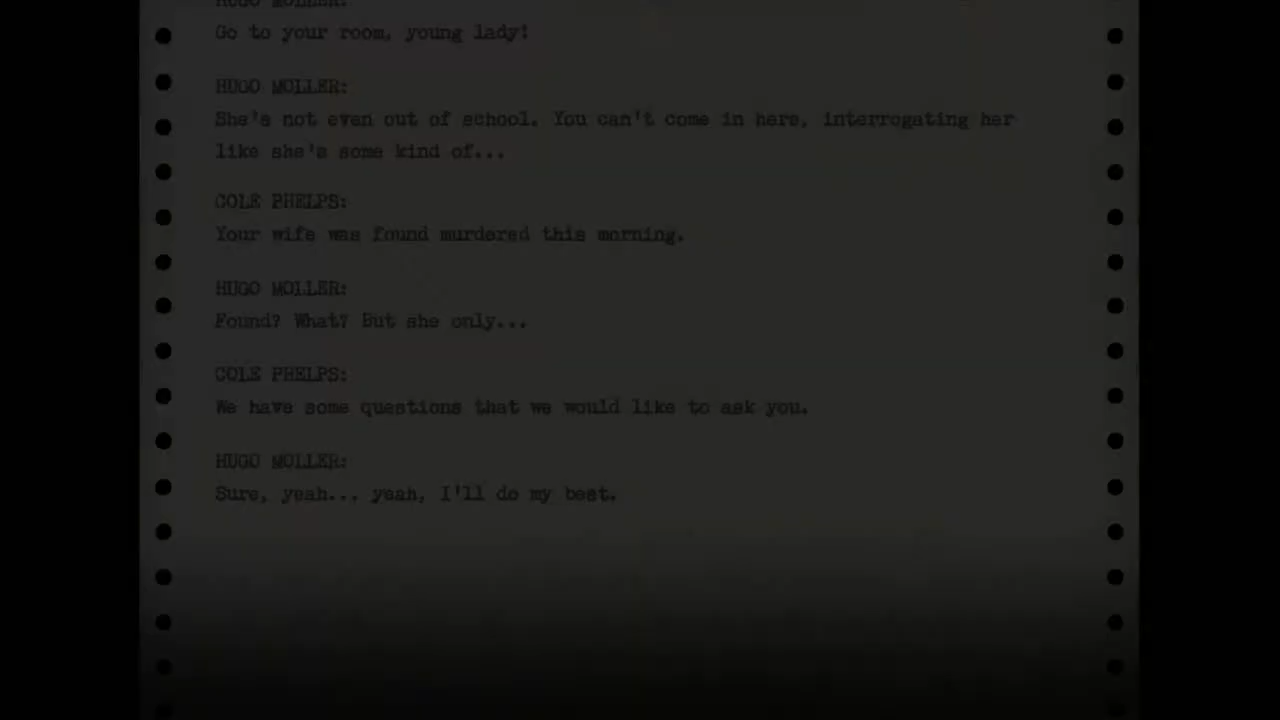 HUGO MOLLER:
Go to your room, young lady!
HUGO MOLLER:
She's not even out of school. You can't come in here, interrogating her
like she's some kind of...
COLE PHELPS:
Your wife was found murdered this morning.
HUGO MOLLER:
Found? What? But she only...
COLE PHELPS:
We have some questions that we would like to ask you.
HUGO MOLLER:
Sure, yeah... yeah, I'll do my best.